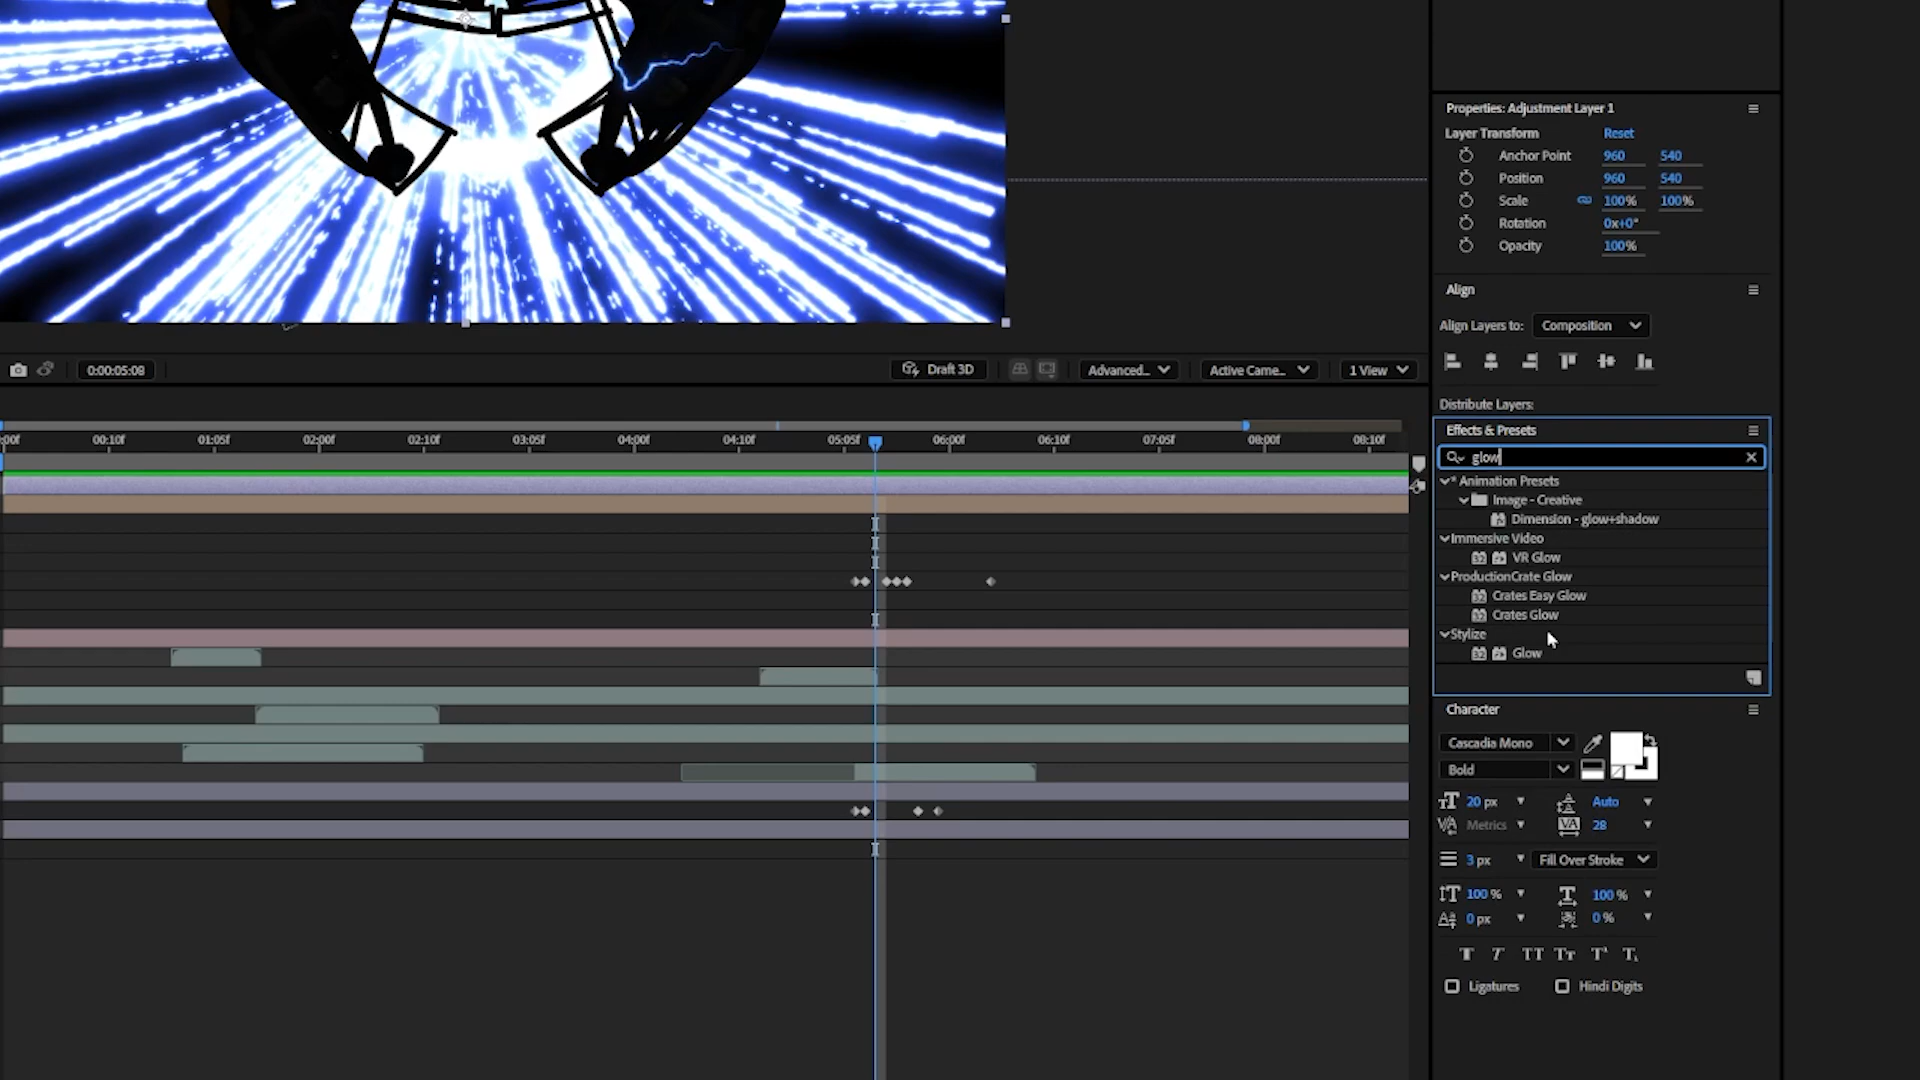 Properties: Adjustment Layer 1
Layer Transform Reset
Anchor Point 960 540
Position 960 540
Scale 100% 100%
Rotation 0x+0°
Opacity 100%
Align
Align Layers to: Composition
0:00:05:08 Draft 3D Advanced... Active Came... 1 View
Distribute Layers:
:00f 00:10f 01:05f 02:00f 02:10f 03:05f 04:00f 04:10f 05:05f 06:00f 06:10f 07:05f 08:00f 08:10f
Effects & Presets
glow
* Animation Presets
Image - Creative
Dimension - glow+shadow
Immersive Video
VR Glow
ProductionCrate Glow
Crates Easy Glow
Crates Glow
Stylize
Glow
Character
Cascadia Mono
Bold
20 px Auto
Metrics 28
3 px Fill Over Stroke
100 % 100 %
0 px 0 %
T T TT Tт T¹ T₁
Ligatures Hindi Digits